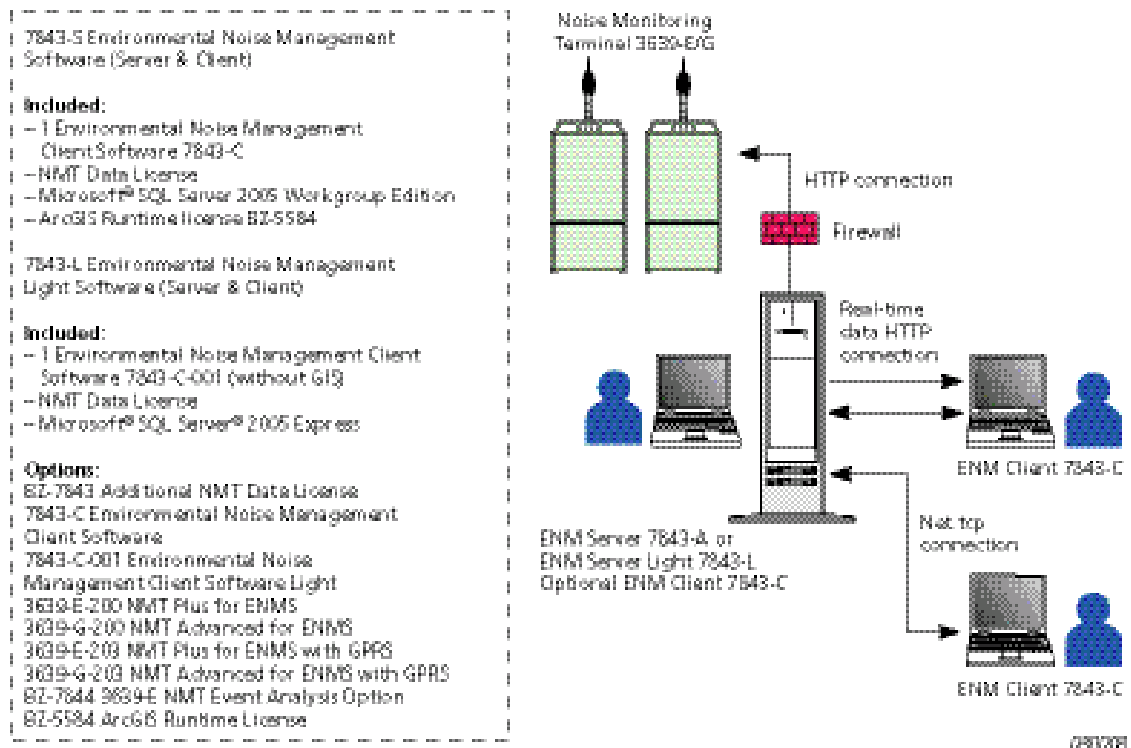 7843-S Environmental Noise Management
Software (Server & Client)
Included:
– 1 Environmental Noise Management
Client Software 7843-C
– NMT Data License
– Microsoft® SQL Server 2005 Workgroup Edition
– ArcGIS Runtime license BZ-5584
7843-L Environmental Noise Management
Light Software (Server & Client)
Included:
– 1 Environmental Noise Management Client
Software 7843-C-001 (without GIS)
– NMT Data License
– Microsoft® SQL Server® 2005 Express
Options:
BZ-7843 Additional NMT Data License
7843-C Environmental Noise Management
Client Software
7843-C-001 Environmental Noise
Management Client Software Light
3639-E-200 NMT Plus for ENMS
3639-G-200 NMT Advanced for ENMS
3639-E-203 NMT Plus for ENMS with GPRS
3639-G-203 NMT Advanced for ENMS with GPRS
BZ-7844 3639-E NMT Event Analysis Option
BZ-5584 ArcGIS Runtime License
Noise Monitoring
Terminal 3639-E/G
HTTP connection
Firewall
Real-time
data HTTP
connection
ENM Client 7843-C
ENM Server 7843-A or
ENM Server Light 7843-L
Optional ENM Client 7843-C
Net tcp
connection
ENM Client 7843-C